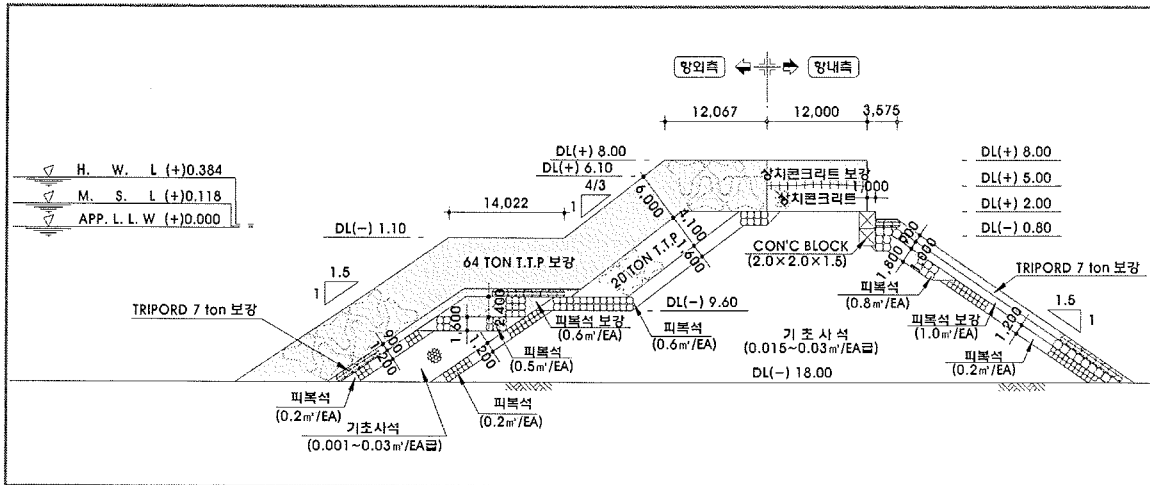 항외측 항내측
12,067 12,000 3,575
H. W. L (+)0.384
M. S. L (+)0.118
APP. L. L. W (+)0.000
DL(+) 8.00
DL(+) 6.10
4/3
1
14,022
DL(-) 1.10
6,000
4,100
1,600
상치콘크리트 보강
1,000
상치콘크리트
DL(+) 8.00
DL(+) 5.00
DL(+) 2.00
DL(-) 0.80
1.5
1
64 TON T.T.P 보강
20 TON T.T.P
CON'C BLOCK
(2.0×2.0×1.5)
900
1,800
TRIPORD 7 ton 보강
TRIPORD 7 ton 보강
1.5
1
피복석
(0.8㎥/EA)
피복석 보강
(1.0㎥/EA)
1,200
피복석
(0.2㎥/EA)
DL(-) 9.60
2,400
1,600
900
1,200
1,200
피복석 보강
(0.6㎥/EA)
피복석
(0.6㎥/EA)
피복석
(0.5㎥/EA)
기초사석
(0.015~0.03㎥/EA급)
DL(-) 18.00
피복석
(0.2㎥/EA)
피복석
(0.2㎥/EA)
기초사석
(0.001~0.03㎥/EA급)